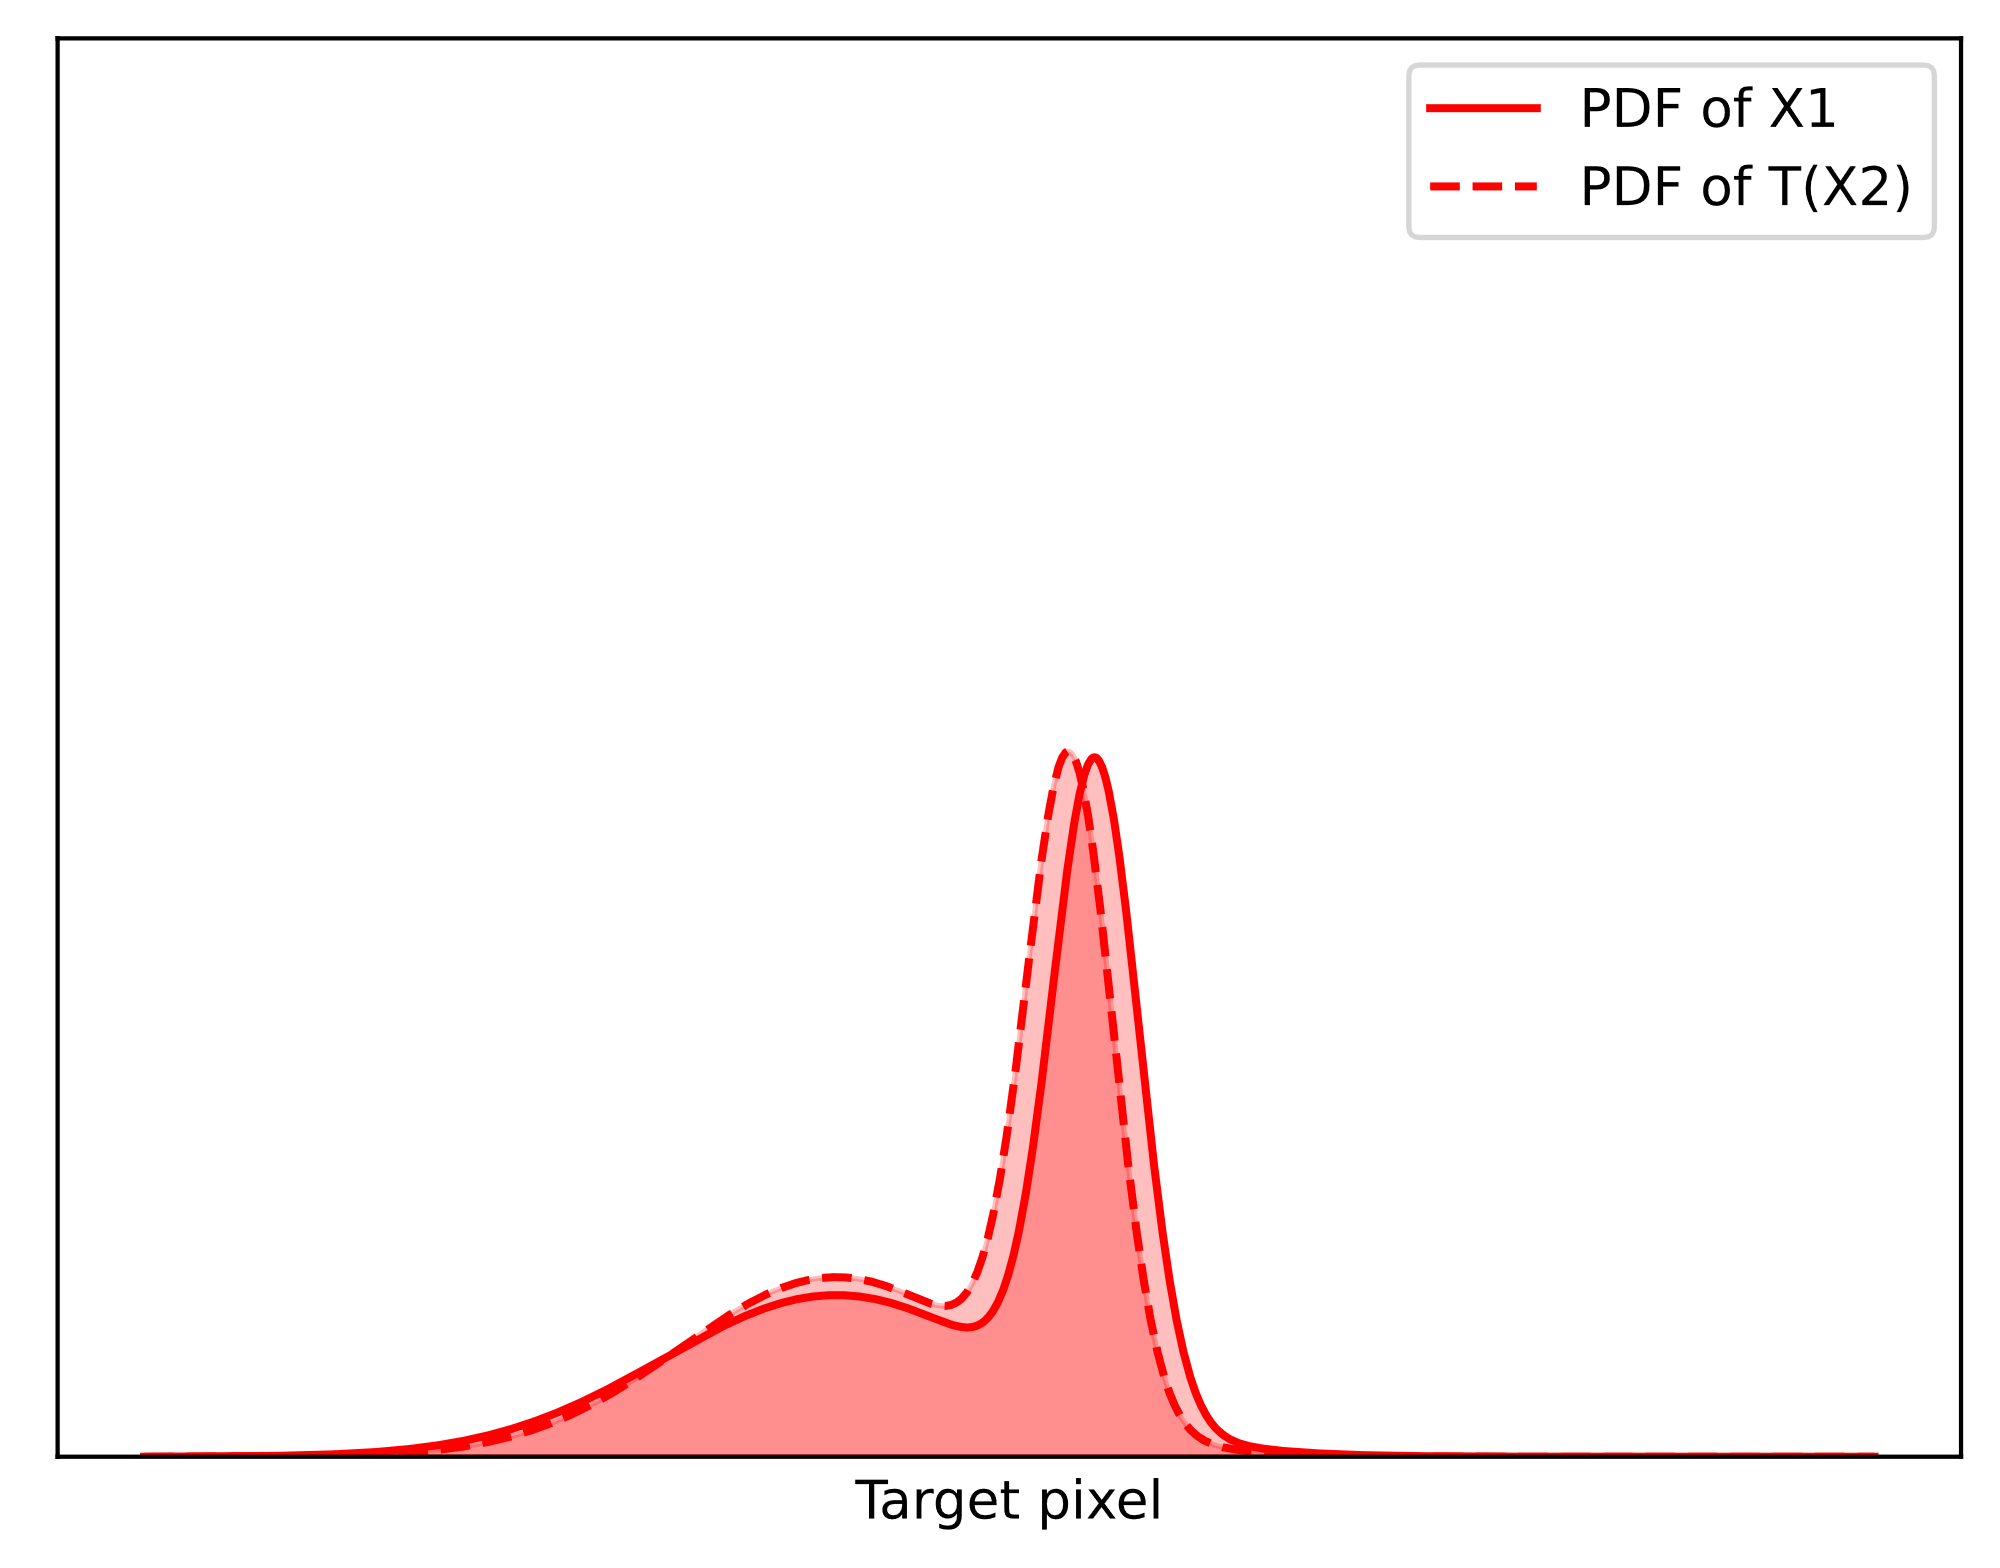 PDF of X1
PDF of T(X2)
Target pixel